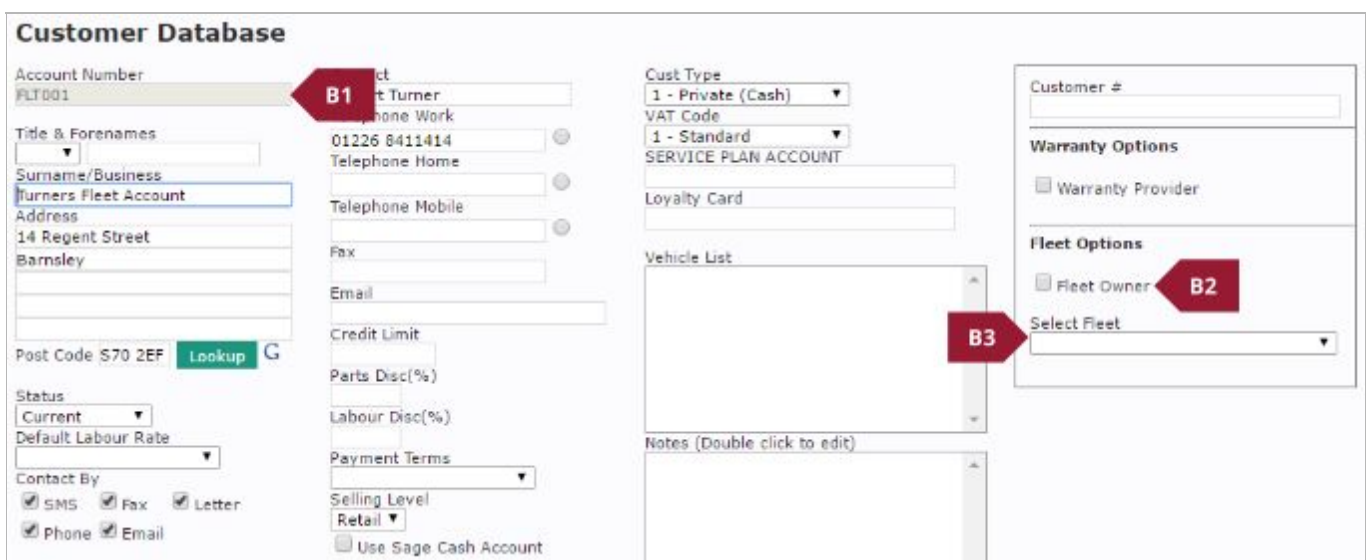 Customer Database
Account Number
FLT001
B1
Title & Forenames
Surname/Business
Turners Fleet Account
Address
14 Regent Street
Barnsley
Post Code S70 2EF Lookup G
Status
Current
Default Labour Rate
Contact By
SMS Fax Letter
Phone Email
Turner
Work
01226 8411414
Telephone Home
Telephone Mobile
Fax
Email
Credit Limit
Parts Disc(%)
Labour Disc(%)
Payment Terms
Selling Level
Retail
Use Sage Cash Account
Cust Type
1 - Private (Cash)
VAT Code
1 - Standard
SERVICE PLAN ACCOUNT
Loyalty Card
Vehicle List
Notes (Double click to edit)
Customer #
Warranty Options
Warranty Provider
Fleet Options
Fleet Owner B2
Select Fleet
B3